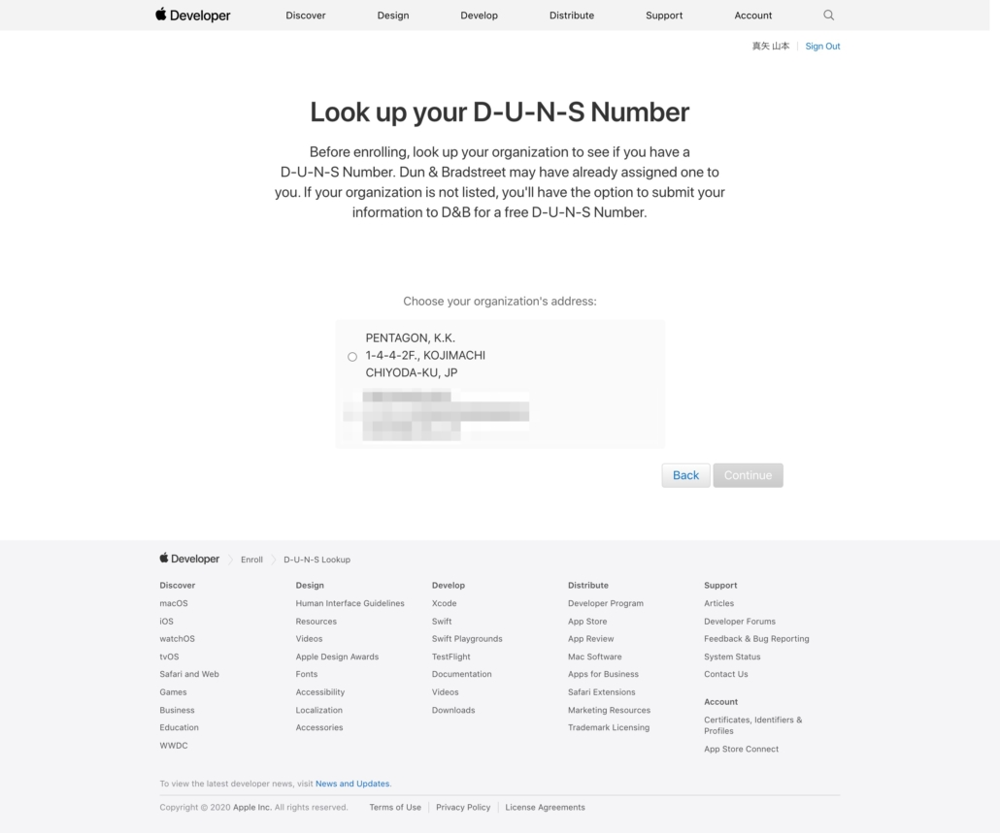 Developer
Discover
Design
Develop
Distribute
Support
Account
真矢 山本
Sign Out
Look up your D-U-N-S Number
Before enrolling, look up your organization to see if you have a
D-U-N-S Number. Dun & Bradstreet may have already assigned one to
you. If your organization is not listed, you'll have the option to submit your
information to D&B for a free D-U-N-S Number.
Choose your organization's address:
PENTAGON, K.K.
1-4-4-2F., KOJIMACHI
CHIYODA-KU, JP
Back
Continue
Developer
Enroll
D-U-N-S Lookup
Discover
macOS
iOS
watchOS
tvOS
Safari and Web
Games
Business
Education
WWDC
Design
Human Interface Guidelines
Resources
Videos
Apple Design Awards
Fonts
Accessibility
Localization
Accessories
Develop
Xcode
Swift
Swift Playgrounds
TestFlight
Documentation
Videos
Downloads
Distribute
Developer Program
App Store
App Review
Mac Software
Apps for Business
Safari Extensions
Marketing Resources
Trademark Licensing
Support
Articles
Developer Forums
Feedback & Bug Reporting
System Status
Contact Us
Account
Certificates, Identifiers &
Profiles
App Store Connect
To view the latest developer news, visit News and Updates.
Copyright © 2020 Apple Inc. All rights reserved.
Terms of Use
Privacy Policy
License Agreements